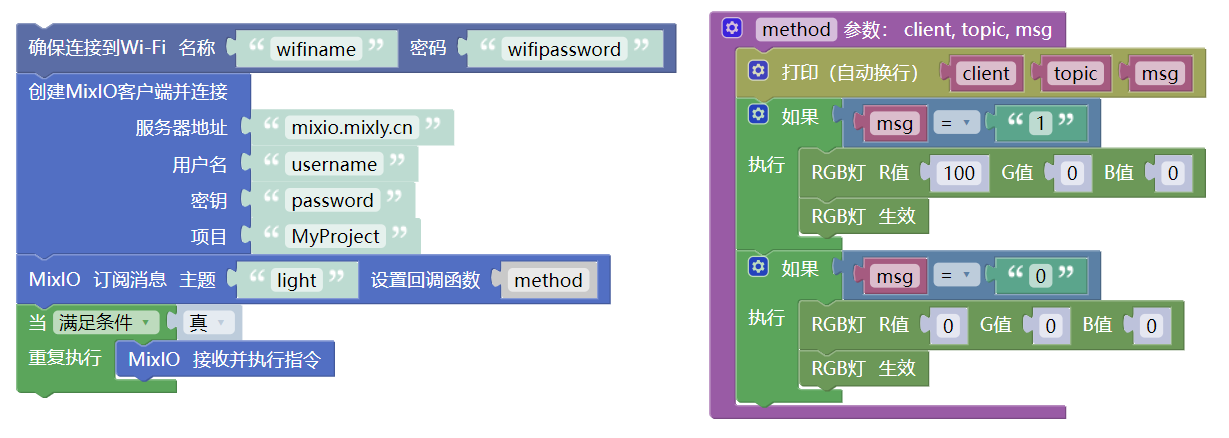 确保连接到Wi-Fi 名称 “ wifiname ” 密码 “ wifipassword ”
创建MixIO客户端并连接
服务器地址 “ mixio.mixly.cn ”
用户名 “ username ”
密钥 “ password ”
项目 “ MyProject ”
MixIO 订阅消息 主题 “ light ” 设置回调函数 method
当 满足条件 真
重复执行 MixIO 接收并执行指令
method 参数： client, topic, msg
打印（自动换行） client topic msg
如果 msg = “ 1 ”
执行 RGB灯 R值 100 G值 0 B值 0
RGB灯 生效
如果 msg = “ 0 ”
执行 RGB灯 R值 0 G值 0 B值 0
RGB灯 生效